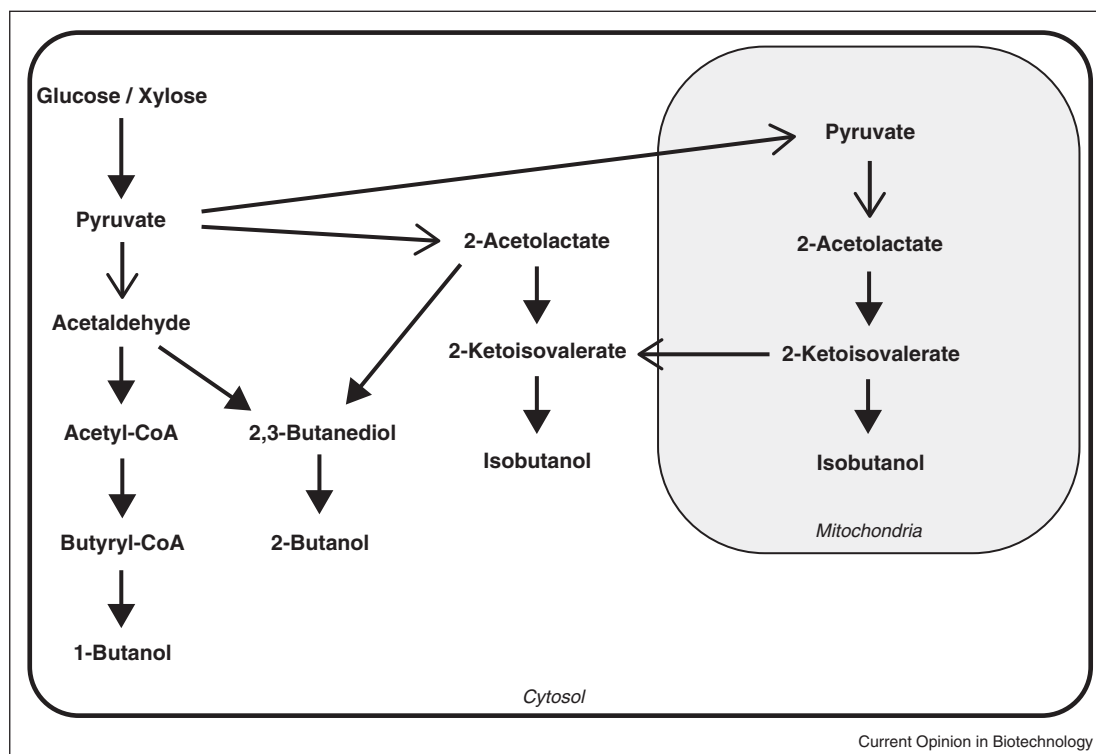 Glucose / Xylose
Pyruvate
Acetaldehyde
Acetyl-CoA
Butyryl-CoA
1-Butanol
2,3-Butanediol
2-Butanol
2-Acetolactate
2-Ketoisovalerate
Isobutanol
Pyruvate
2-Acetolactate
2-Ketoisovalerate
Isobutanol
Mitochondria
Cytosol
Current Opinion in Biotechnology